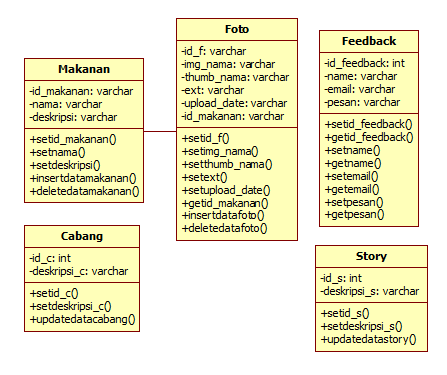 Makanan
-id_makanan: varchar
-nama: varchar
-deskripsi: varchar
+setid_makanan()
+setnama()
+setdeskripsi()
+insertdatamakanan()
+deletedatamakanan()
Foto
-id_f: varchar
-img_nama: varchar
-thumb_nama: varchar
-ext: varchar
-upload_date: varchar
-id_makanan: varchar
+setid_f()
+setimg_nama()
+setthumb_nama()
+setext()
+setupload_date()
+getid_makanan()
+insertdatafoto()
+deletedatafoto()
Feedback
-id_feedback: int
-name: varchar
-email: varchar
-pesan: varchar
+setid_feedback()
+getid_feedback()
+setname()
+getname()
+setemail()
+getemail()
+setpesan()
+getpesan()
Cabang
-id_c: int
-deskripsi_c: varchar
+setid_c()
+setdeskripsi_c()
+updatedatacabang()
Story
-id_s: int
-deskripsi_s: varchar
+setid_s()
+setdeskripsi_s()
+updatedatastory()